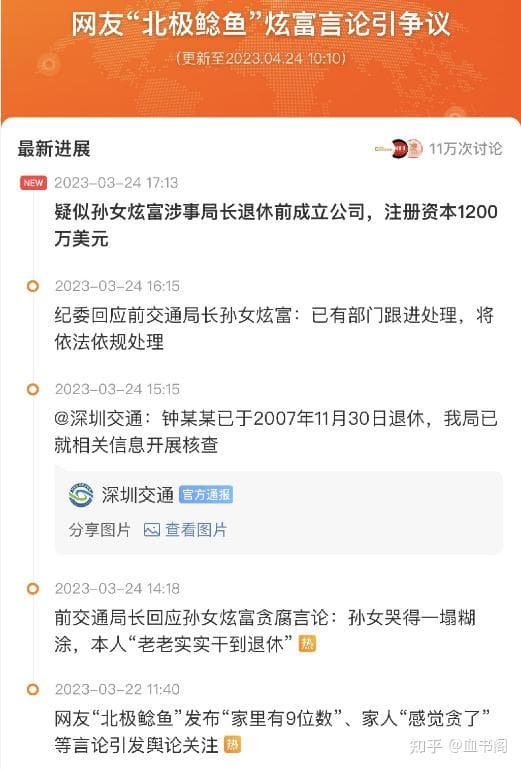 网友“北极鲶鱼”炫富言论引争议
(更新至2023.04.24 10:10)
最新进展
11万次讨论
NEW
2023-03-24 17:13
疑似孙女炫富涉事局长退休前成立公司，注册资本1200
万美元
2023-03-24 16:15
纪委回应前交通局长孙女炫富：已有部门跟进处理，将
依法依规处理
2023-03-24 15:15
@深圳交通：钟某某已于2007年11月30日退休，我局已
就相关信息开展核查
深圳交通 官方通报
分享图片 查看图片
2023-03-24 14:18
前交通局长回应孙女炫富贪腐言论：孙女哭得一塌糊
涂，本人“老老实实干到退休” 热
2023-03-22 11:40
网友“北极鲶鱼”发布“家里有9位数”、家人“感觉贪了”
等言论引发舆论关注 热
知乎 @血书阁